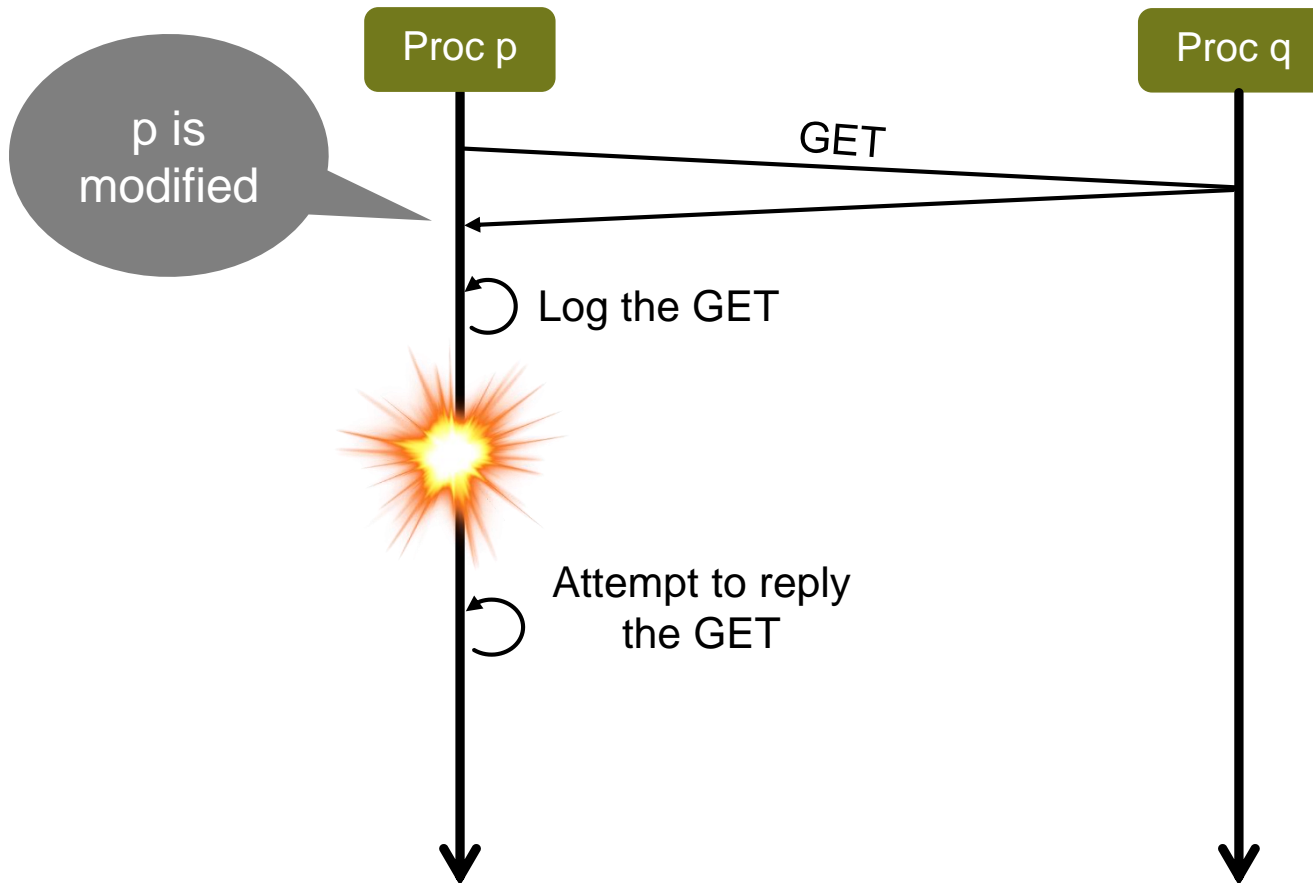 Proc p
Proc q
p is
modified
GET
Log the GET
Attempt to reply
the GET